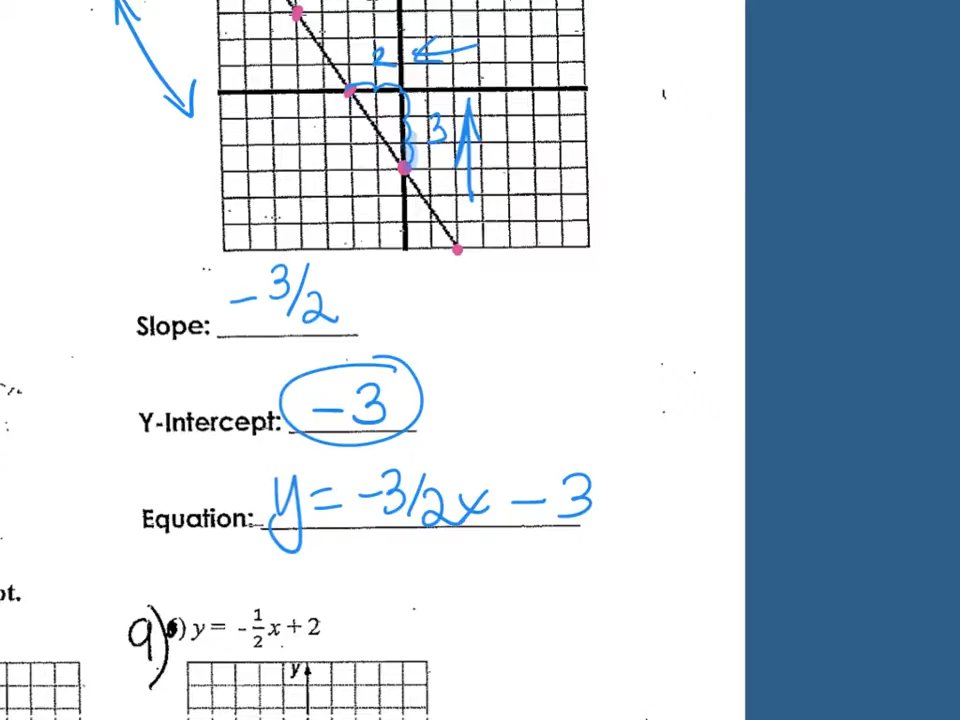 2 ←
3
Slope: -3/2
Y-Intercept: -3
Equation: y = -3/2x - 3
pt.
9) ) y = -1/2x + 2
y